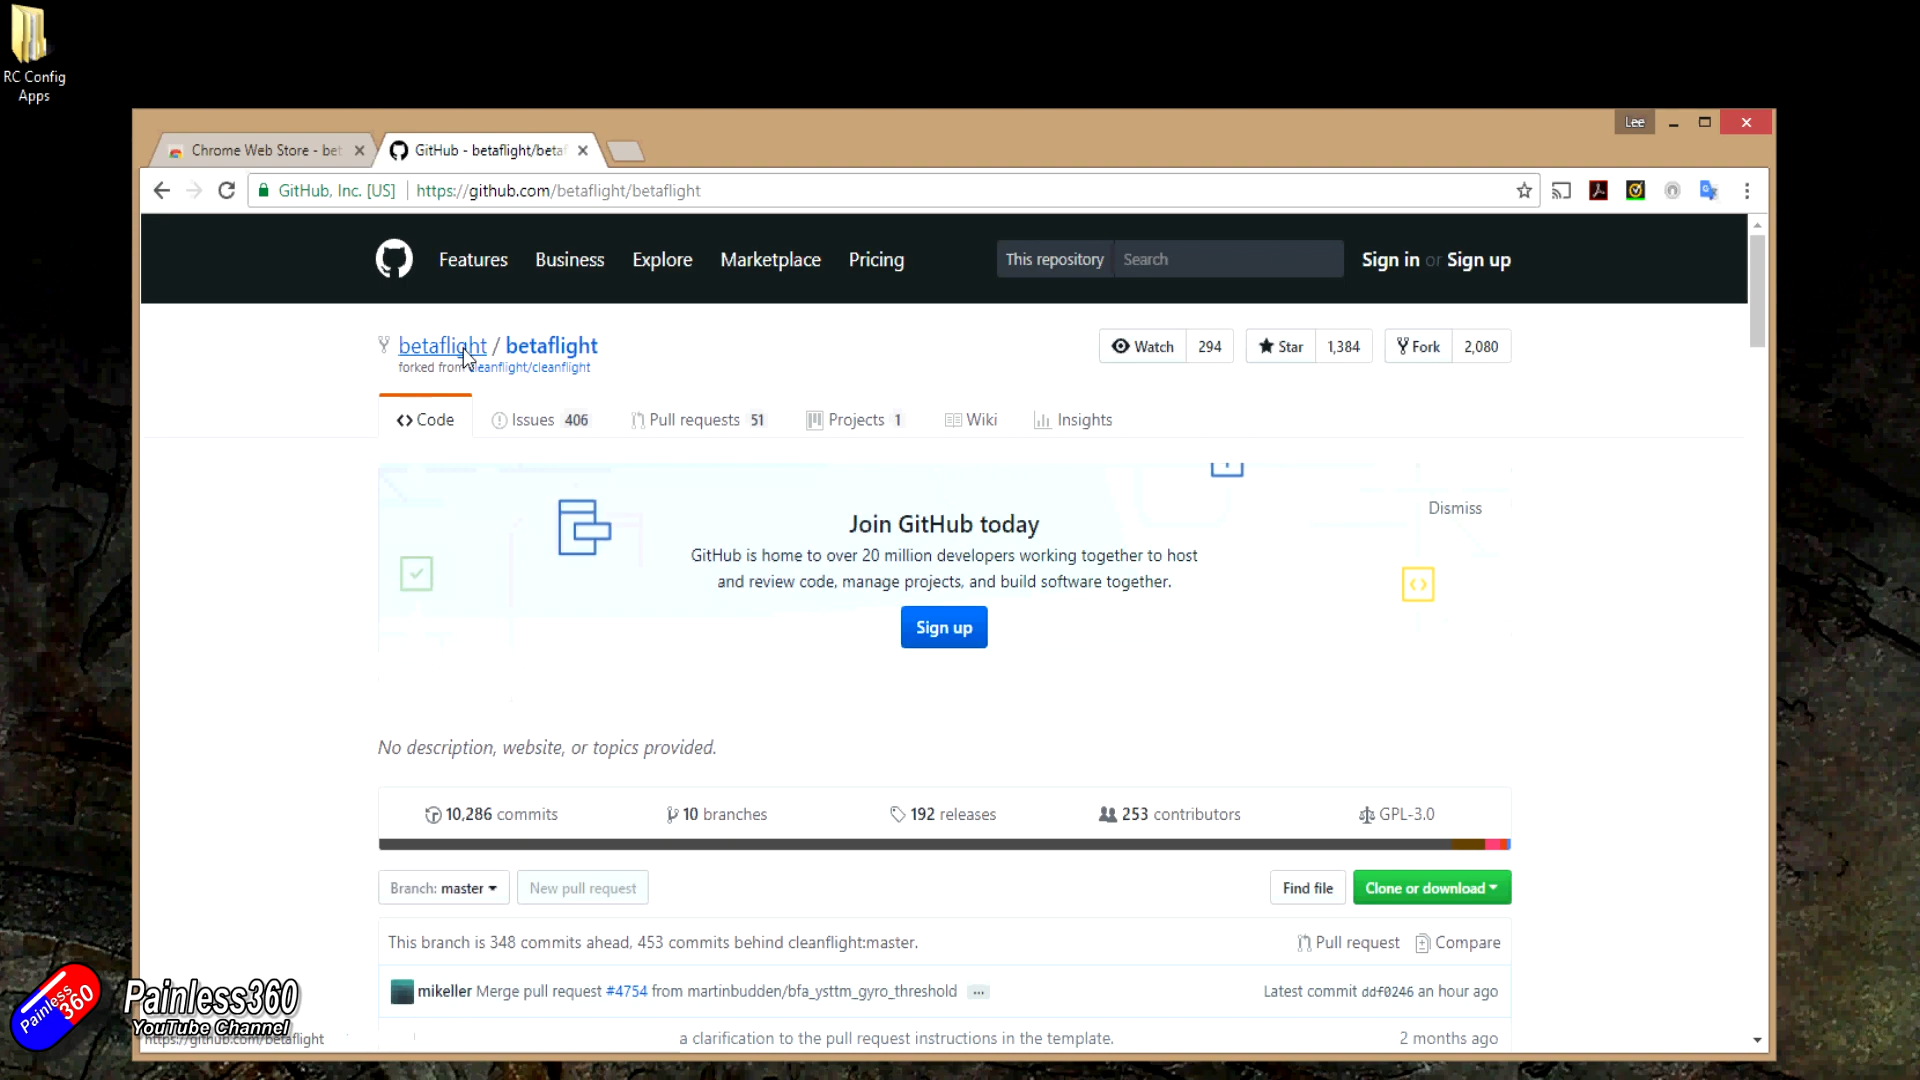 RC Config
Apps
Lee
Chrome Web Store - bet
GitHub - betaflight/betaf
GitHub, Inc. [US]
https://github.com/betaflight/betaflight
Features
Business
Explore
Marketplace
Pricing
This repository
Search
Sign in or Sign up
betaflight / betaflight
Watch 294
Star 1,384
Fork 2,080
forked from cleanflight/cleanflight
Code
Issues 406
Pull requests 51
Projects 1
Wiki
Insights
Dismiss
Join GitHub today
GitHub is home to over 20 million developers working together to host
and review code, manage projects, and build software together.
Sign up
No description, website, or topics provided.
10,286 commits
10 branches
192 releases
253 contributors
GPL-3.0
Branch: master
New pull request
Find file
Clone or download
This branch is 348 commits ahead, 453 commits behind cleanflight:master.
Pull request
Compare
mikeller Merge pull request #4754 from martinbudden/bfa_ysttm_gyro_threshold ...
Latest commit ddf0246 an hour ago
a clarification to the pull request instructions in the template.
2 months ago
Painless
360
Painless360
YouTube Channel
https://github.com/betaflight